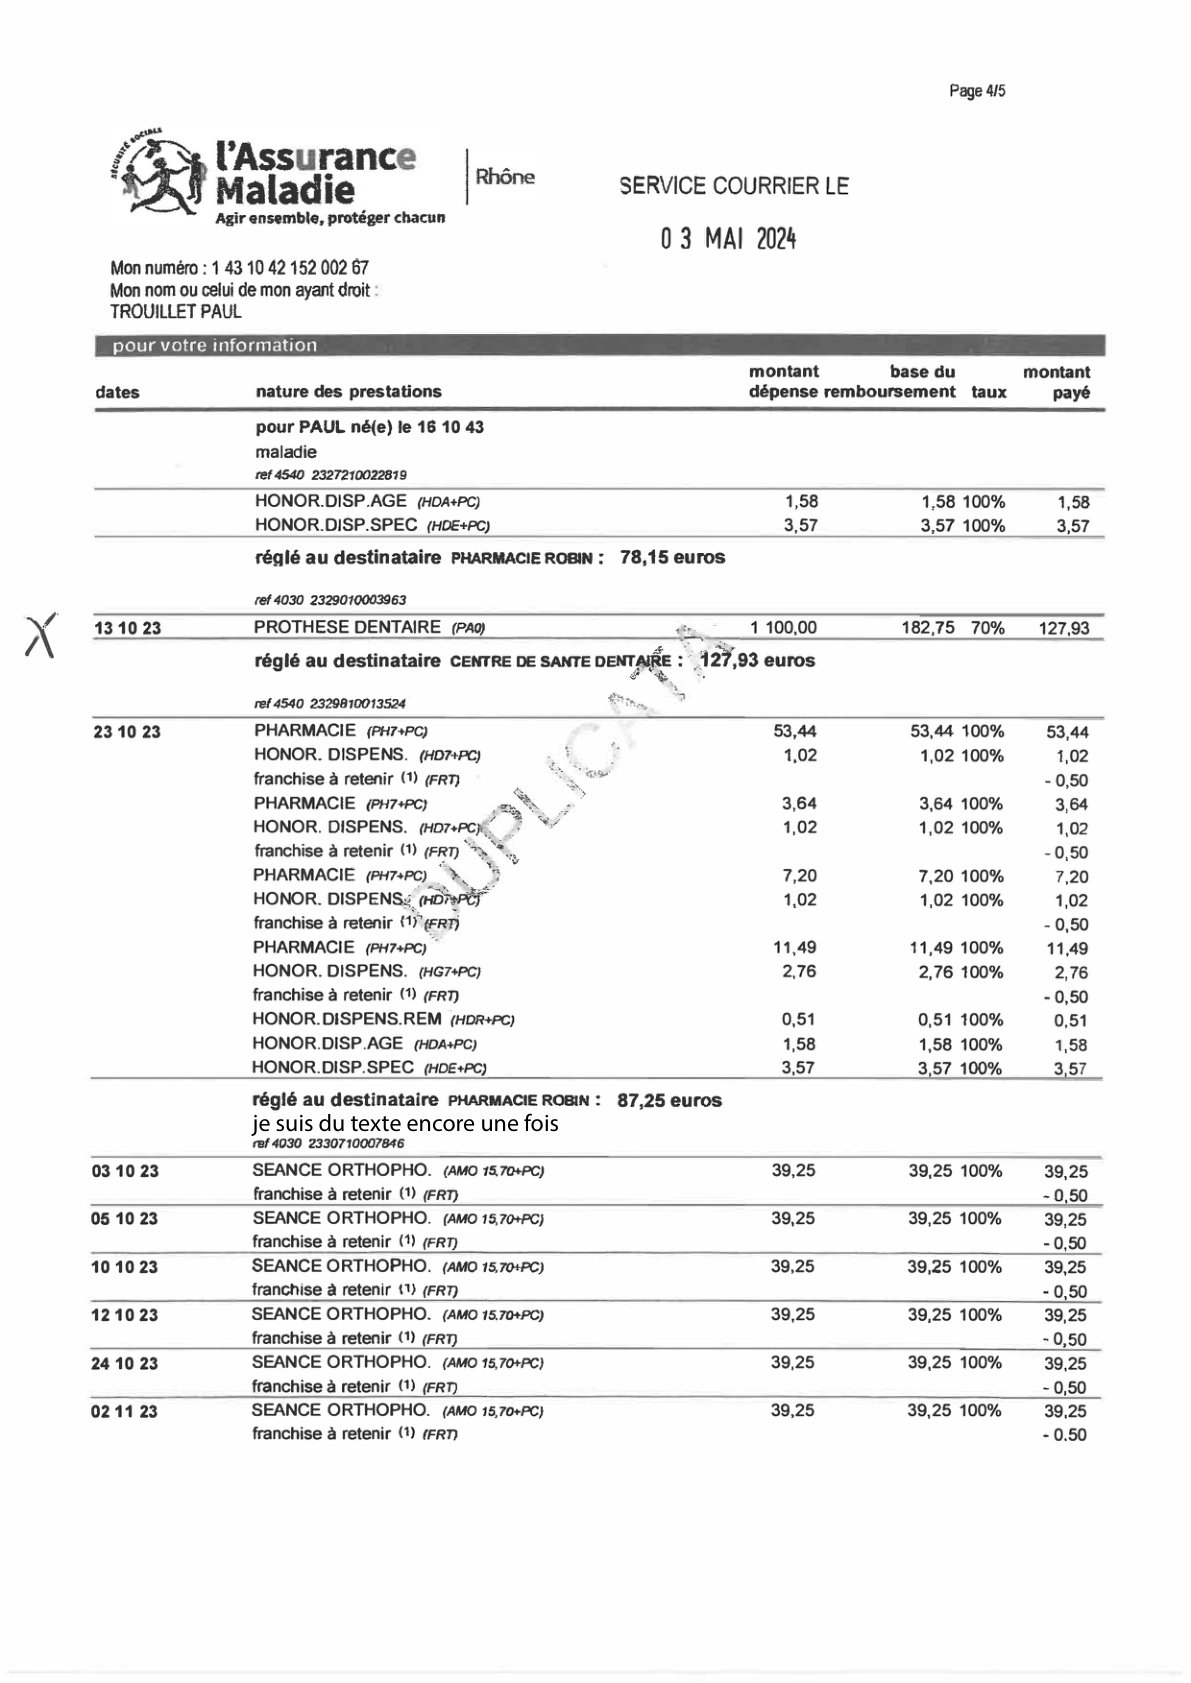 Page 4/5
SÉCURITÉ SOCIALE
l'Assurance
Maladie
Agir ensemble, protéger chacun
Rhône
SERVICE COURRIER LE
0 3 MAI 2024
Mon numéro : 1 43 10 42 152 002 67
Mon nom ou celui de mon ayant droit :
TROUILLET PAUL
pour votre information
dates nature des prestations montant dépense base du remboursement taux montant payé
pour PAUL né(e) le 16 10 43
maladie
ref 4540 2327210022819
HONOR.DISP.AGE (HDA+PC) 1,58 1,58 100% 1,58
HONOR.DISP.SPEC (HDE+PC) 3,57 3,57 100% 3,57
réglé au destinataire PHARMACIE ROBIN : 78,15 euros
ref 4030 2329010003963
X
13 10 23 PROTHESE DENTAIRE (PA0) 1 100,00 182,75 70% 127,93
réglé au destinataire CENTRE DE SANTE DENTAIRE : 127,93 euros
DUPLICATA
ref 4540 2329810013524
23 10 23 PHARMACIE (PH7+PC) 53,44 53,44 100% 53,44
HONOR. DISPENS. (HD7+PC) 1,02 1,02 100% 1,02
franchise à retenir (1) (FRT) - 0,50
PHARMACIE (PH7+PC) 3,64 3,64 100% 3,64
HONOR. DISPENS. (HD7+PC) 1,02 1,02 100% 1,02
franchise à retenir (1) (FRT) - 0,50
PHARMACIE (PH7+PC) 7,20 7,20 100% 7,20
HONOR. DISPENS. (HD7+PC) 1,02 1,02 100% 1,02
franchise à retenir (1) (FRT) - 0,50
PHARMACIE (PH7+PC) 11,49 11,49 100% 11,49
HONOR. DISPENS. (HG7+PC) 2,76 2,76 100% 2,76
franchise à retenir (1) (FRT) - 0,50
HONOR.DISPENS.REM (HDR+PC) 0,51 0,51 100% 0,51
HONOR.DISP.AGE (HDA+PC) 1,58 1,58 100% 1,58
HONOR.DISP.SPEC (HDE+PC) 3,57 3,57 100% 3,57
réglé au destinataire PHARMACIE ROBIN : 87,25 euros
je suis du texte encore une fois
ref 4030 2330710007846
03 10 23 SEANCE ORTHOPHO. (AMO 15,70+PC) 39,25 39,25 100% 39,25
franchise à retenir (1) (FRT) - 0,50
05 10 23 SEANCE ORTHOPHO. (AMO 15,70+PC) 39,25 39,25 100% 39,25
franchise à retenir (1) (FRT) - 0,50
10 10 23 SEANCE ORTHOPHO. (AMO 15,70+PC) 39,25 39,25 100% 39,25
franchise à retenir (1) (FRT) - 0,50
12 10 23 SEANCE ORTHOPHO. (AMO 15,70+PC) 39,25 39,25 100% 39,25
franchise à retenir (1) (FRT) - 0,50
24 10 23 SEANCE ORTHOPHO. (AMO 15,70+PC) 39,25 39,25 100% 39,25
franchise à retenir (1) (FRT) - 0,50
02 11 23 SEANCE ORTHOPHO. (AMO 15,70+PC) 39,25 39,25 100% 39,25
franchise à retenir (1) (FRT) - 0.50